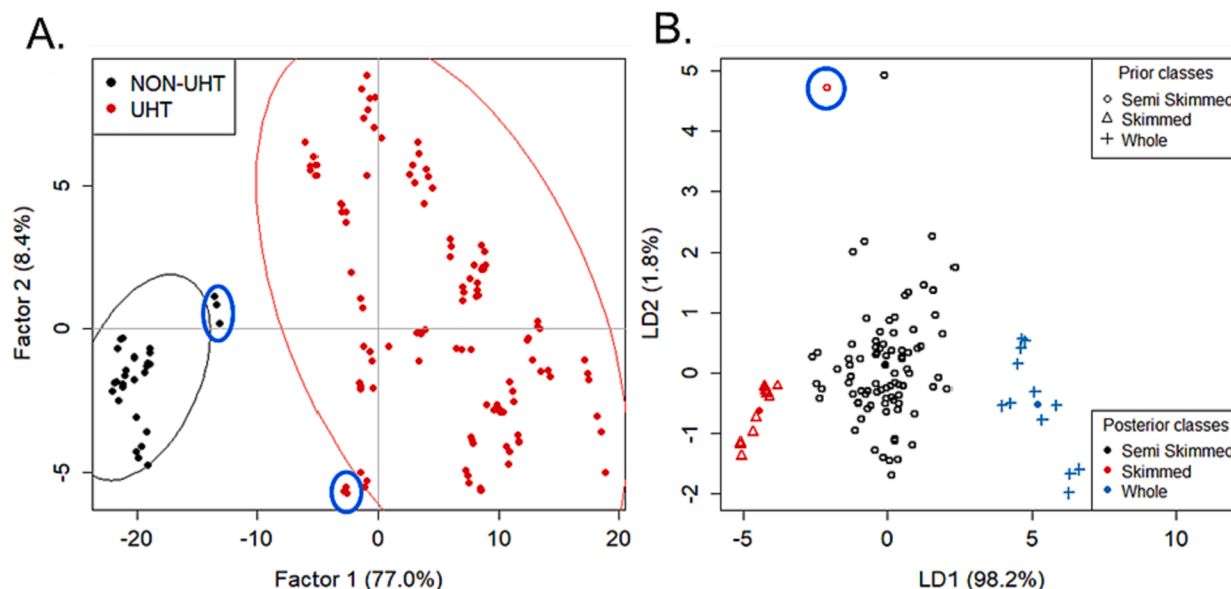 A.
NON-UHT
UHT
5
0
-5
-20
-10
0
10
20
Factor 2 (8.4%)
Factor 1 (77.0%)
B.
Prior classes
Semi Skimmed
Skimmed
Whole
5
4
3
2
1
0
-1
-2
LD2 (1.8%)
Posterior classes
Semi Skimmed
Skimmed
Whole
-5
0
5
10
LD1 (98.2%)